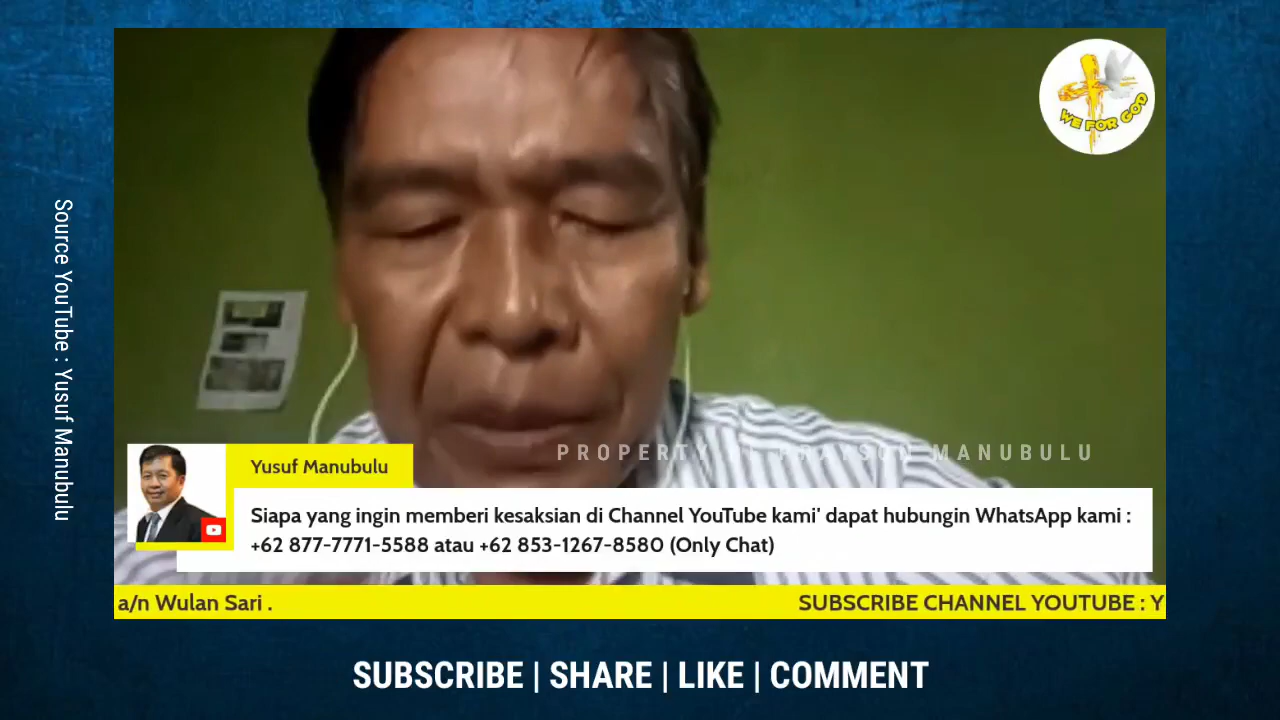 WE FOR GOD
Source YouTube : Yusuf Manubulu
PROPERTY MANUBULU
Yusuf Manubulu
Siapa yang ingin memberi kesaksian di Channel YouTube kami' dapat hubungin WhatsApp kami :
+62 877-7771-5588 atau +62 853-1267-8580 (Only Chat)
a/n Wulan Sari .
SUBSCRIBE CHANNEL YOUTUBE : Y
SUBSCRIBE | SHARE | LIKE | COMMENT